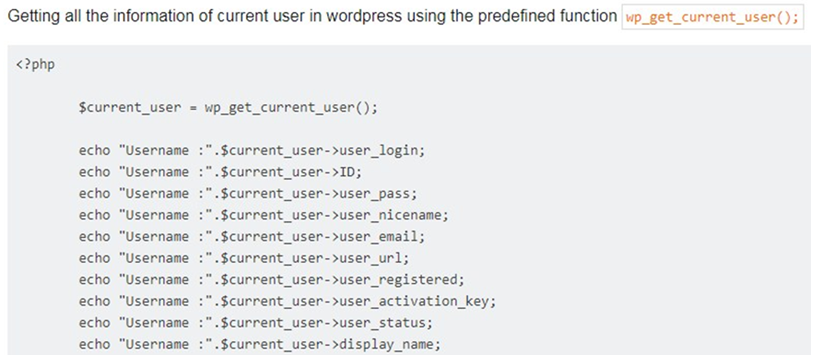 Getting all the information of current user in wordpress using the predefined function wp_get_current_user();
<?php
$current_user = wp_get_current_user();
echo "Username :".$current_user->user_login;
echo "Username :".$current_user->ID;
echo "Username :".$current_user->user_pass;
echo "Username :".$current_user->user_nicename;
echo "Username :".$current_user->user_email;
echo "Username :".$current_user->user_url;
echo "Username :".$current_user->user_registered;
echo "Username :".$current_user->user_activation_key;
echo "Username :".$current_user->user_status;
echo "Username :".$current_user->display_name;